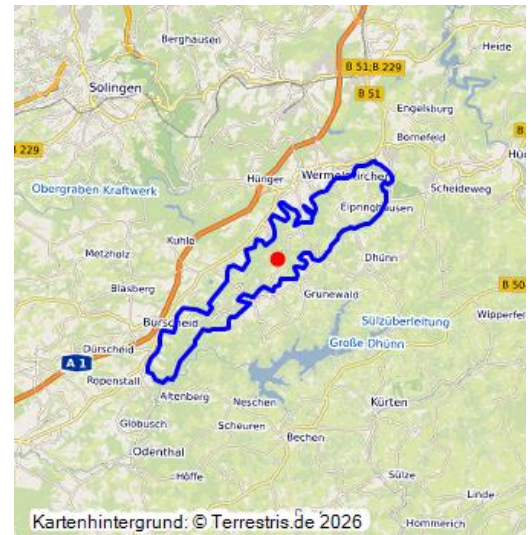 Berghausen
Heide
Solingen
B 51;B 229
B 51
Engelsburg
Bornefeld
229
B
Hünger
Wermelskirchen
Obergraben Kraftwerk
Scheideweg
Eipringhausen
Kuhle
Metzholz
Dhünn
Blasberg
Grunewald
B 50
Burscheid
Sülzüberleitung
Wipperfe
Dürscheid
Große Dhünn
A 1
Ropenstall
Altenberg
Neschen
Kürten
Globusch
Scheuren
Bechen
Odenthal
Höffe
Sülze
Linde
Kartenhintergrund: © Terrestris.de 2026
Hommerich